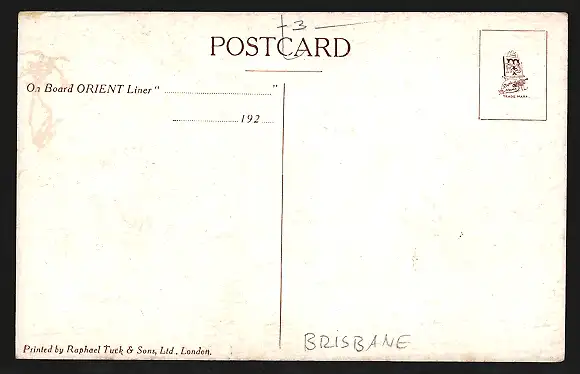 +3-
POSTCARD
On Board ORIENT Liner " .............................. "
.................... 192 ....
TRADE MARK
BRISBANE
Printed by Raphael Tuck & Sons, Ltd., London.